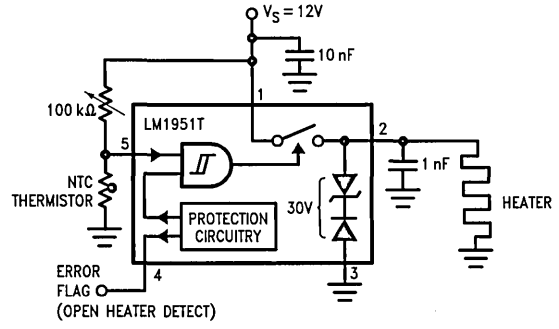 V_S = 12V
10 nF
100 kΩ
1
LM1951T
5
2
1 nF
NTC
THERMISTOR
30V
HEATER
PROTECTION
CIRCUITRY
4
3
ERROR
FLAG
(OPEN HEATER DETECT)